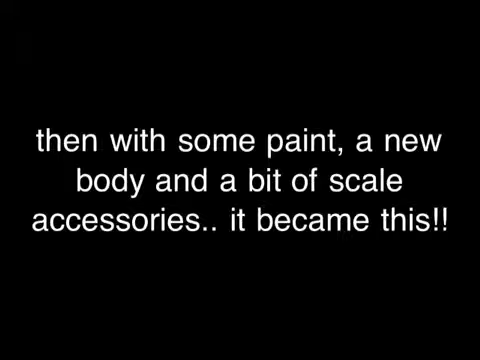 then with some paint, a new
body and a bit of scale
accessories.. it became this!!